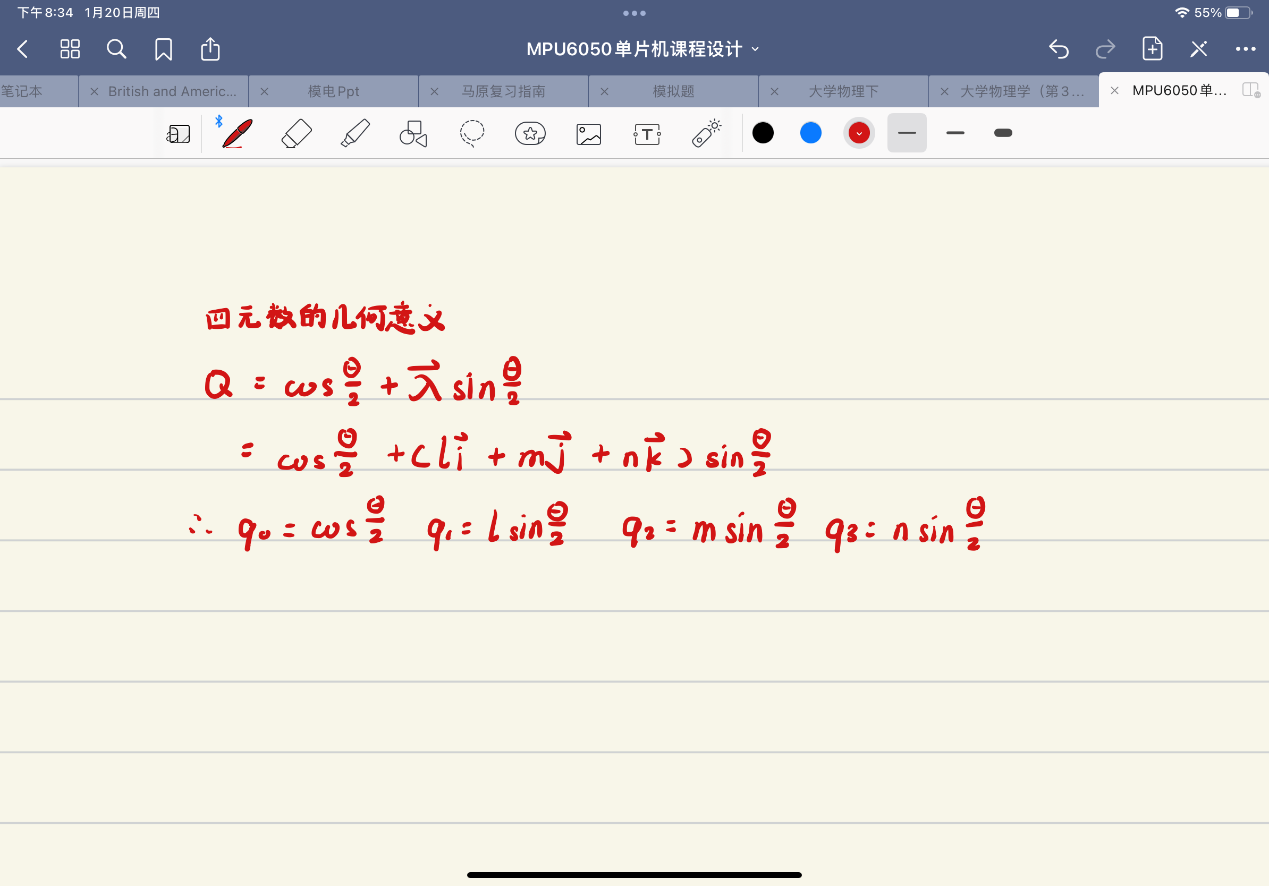 下午8:34 1月20日周四
55%
MPU6050单片机课程设计
笔记本
British and Americ...
模电Ppt
马原复习指南
模拟题
大学物理下
大学物理学（第3...
MPU6050单...
四元数的几何意义
Q = cos θ/2 + λ⃗ sin θ/2
= cos θ/2 + (l i⃗ + m j⃗ + n k⃗) sin θ/2
∴ q₀ = cos θ/2 q₁ = l sin θ/2 q₂ = m sin θ/2 q₃ = n sin θ/2